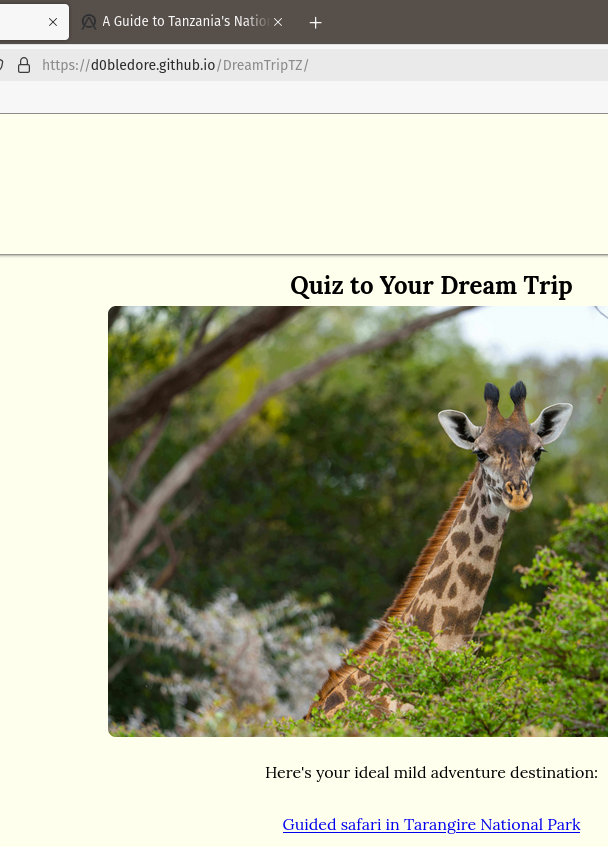 A Guide to Tanzania's Natio
https://d0bledore.github.io/DreamTripTZ/
Quiz to Your Dream Trip
Here's your ideal mild adventure destination:
Guided safari in Tarangire National Park